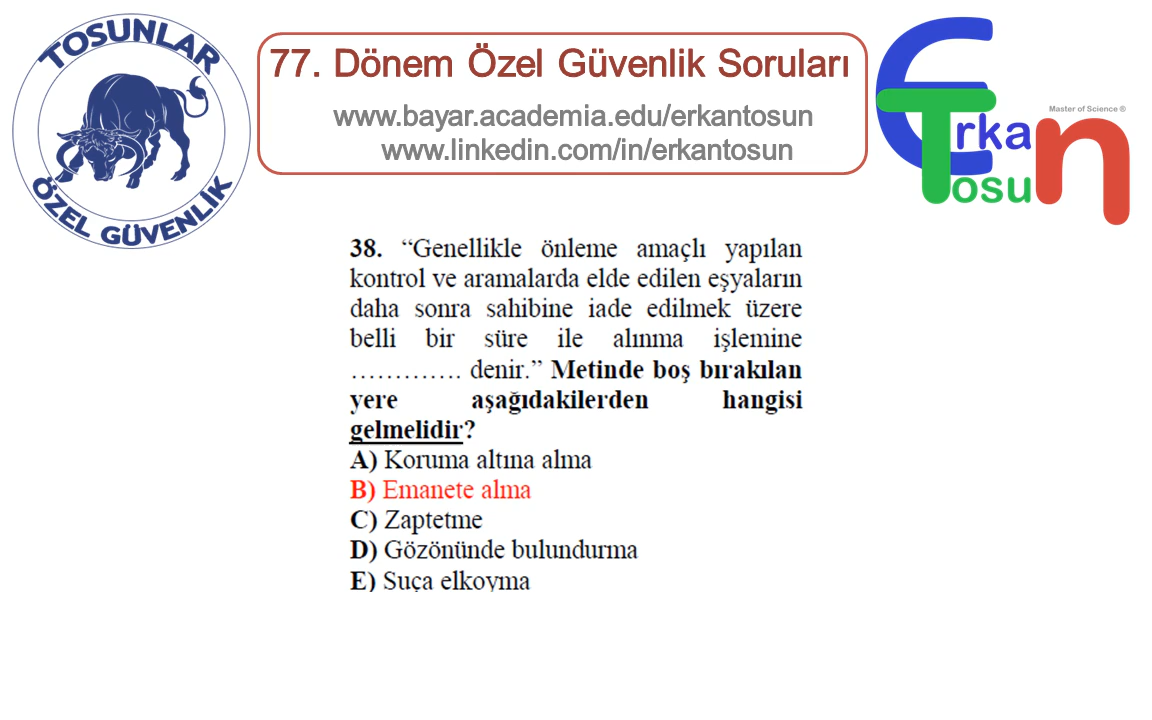 TOSUNLAR
ÖZEL GÜVENLİK
77. Dönem Özel Güvenlik Soruları
www.bayar.academia.edu/erkantosun
www.linkedin.com/in/erkantosun
Master of Science ®
Erkan
Tosun
38. “Genellikle önleme amaçlı yapılan
kontrol ve aramalarda elde edilen eşyaların
daha sonra sahibine iade edilmek üzere
belli bir süre ile alınma işlemine
…………. denir.” Metinde boş bırakılan
yere aşağıdakilerden hangisi
gelmelidir?
A) Koruma altına alma
B) Emanete alma
C) Zaptetme
D) Gözönünde bulundurma
E) Suça elkoyma